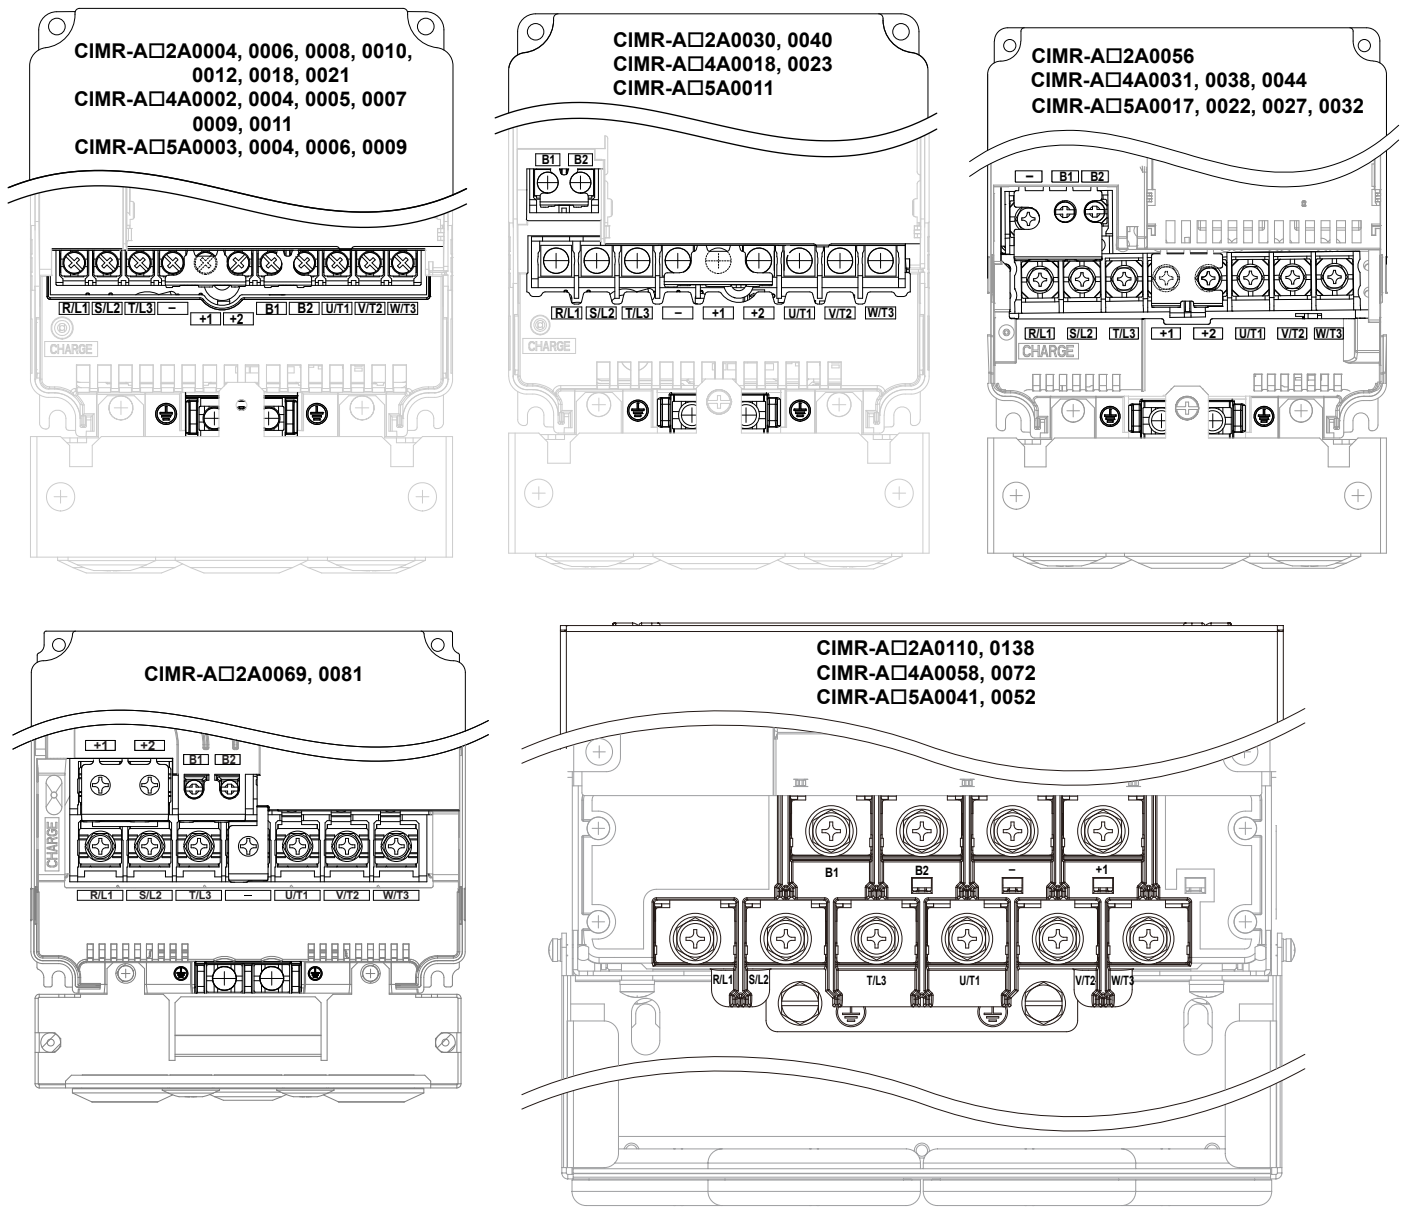 CIMR-A□2A0004, 0006, 0008, 0010,
0012, 0018, 0021
CIMR-A□4A0002, 0004, 0005, 0007
0009, 0011
CIMR-A□5A0003, 0004, 0006, 0009
R/L1 S/L2 T/L3 − +1 +2 B1 B2 U/T1 V/T2 W/T3
CHARGE
CIMR-A□2A0030, 0040
CIMR-A□4A0018, 0023
CIMR-A□5A0011
B1 B2
R/L1 S/L2 T/L3 − +1 +2 U/T1 V/T2 W/T3
CHARGE
CIMR-A□2A0056
CIMR-A□4A0031, 0038, 0044
CIMR-A□5A0017, 0022, 0027, 0032
− B1 B2
R/L1 S/L2 T/L3 +1 +2 U/T1 V/T2 W/T3
CHARGE
CIMR-A□2A0069, 0081
+1 +2 B1 B2
CHARGE
R/L1 S/L2 T/L3 − U/T1 V/T2 W/T3
CIMR-A□2A0110, 0138
CIMR-A□4A0058, 0072
CIMR-A□5A0041, 0052
B1 B2 − +1
R/L1 S/L2 T/L3 U/T1 V/T2 W/T3